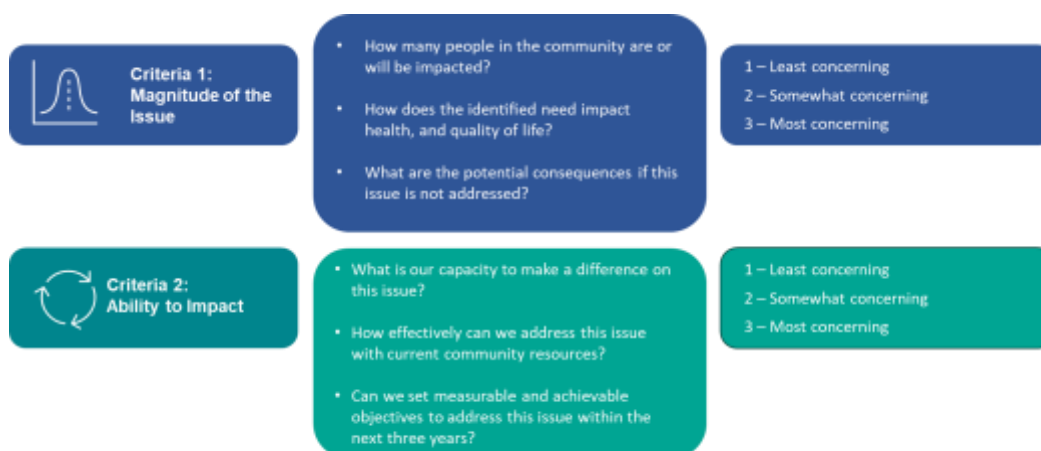 Criteria 1:
Magnitude of the
Issue
• How many people in the community are or
will be impacted?
• How does the identified need impact
health, and quality of life?
• What are the potential consequences if this
issue is not addressed?
1 – Least concerning
2 – Somewhat concerning
3 – Most concerning
Criteria 2:
Ability to Impact
• What is our capacity to make a difference on
this issue?
• How effectively can we address this issue
with current community resources?
• Can we set measurable and achievable
objectives to address this issue within the
next three years?
1 – Least concerning
2 – Somewhat concerning
3 – Most concerning